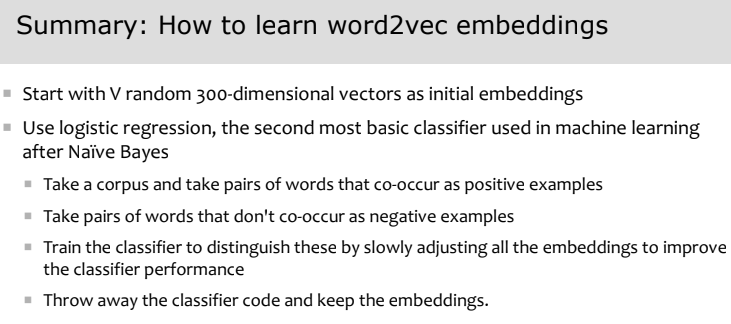 Summary: How to learn word2vec embeddings
Start with V random 300-dimensional vectors as initial embeddings
Use logistic regression, the second most basic classifier used in machine learning
after Naïve Bayes
Take a corpus and take pairs of words that co-occur as positive examples
Take pairs of words that don't co-occur as negative examples
Train the classifier to distinguish these by slowly adjusting all the embeddings to improve
the classifier performance
Throw away the classifier code and keep the embeddings.